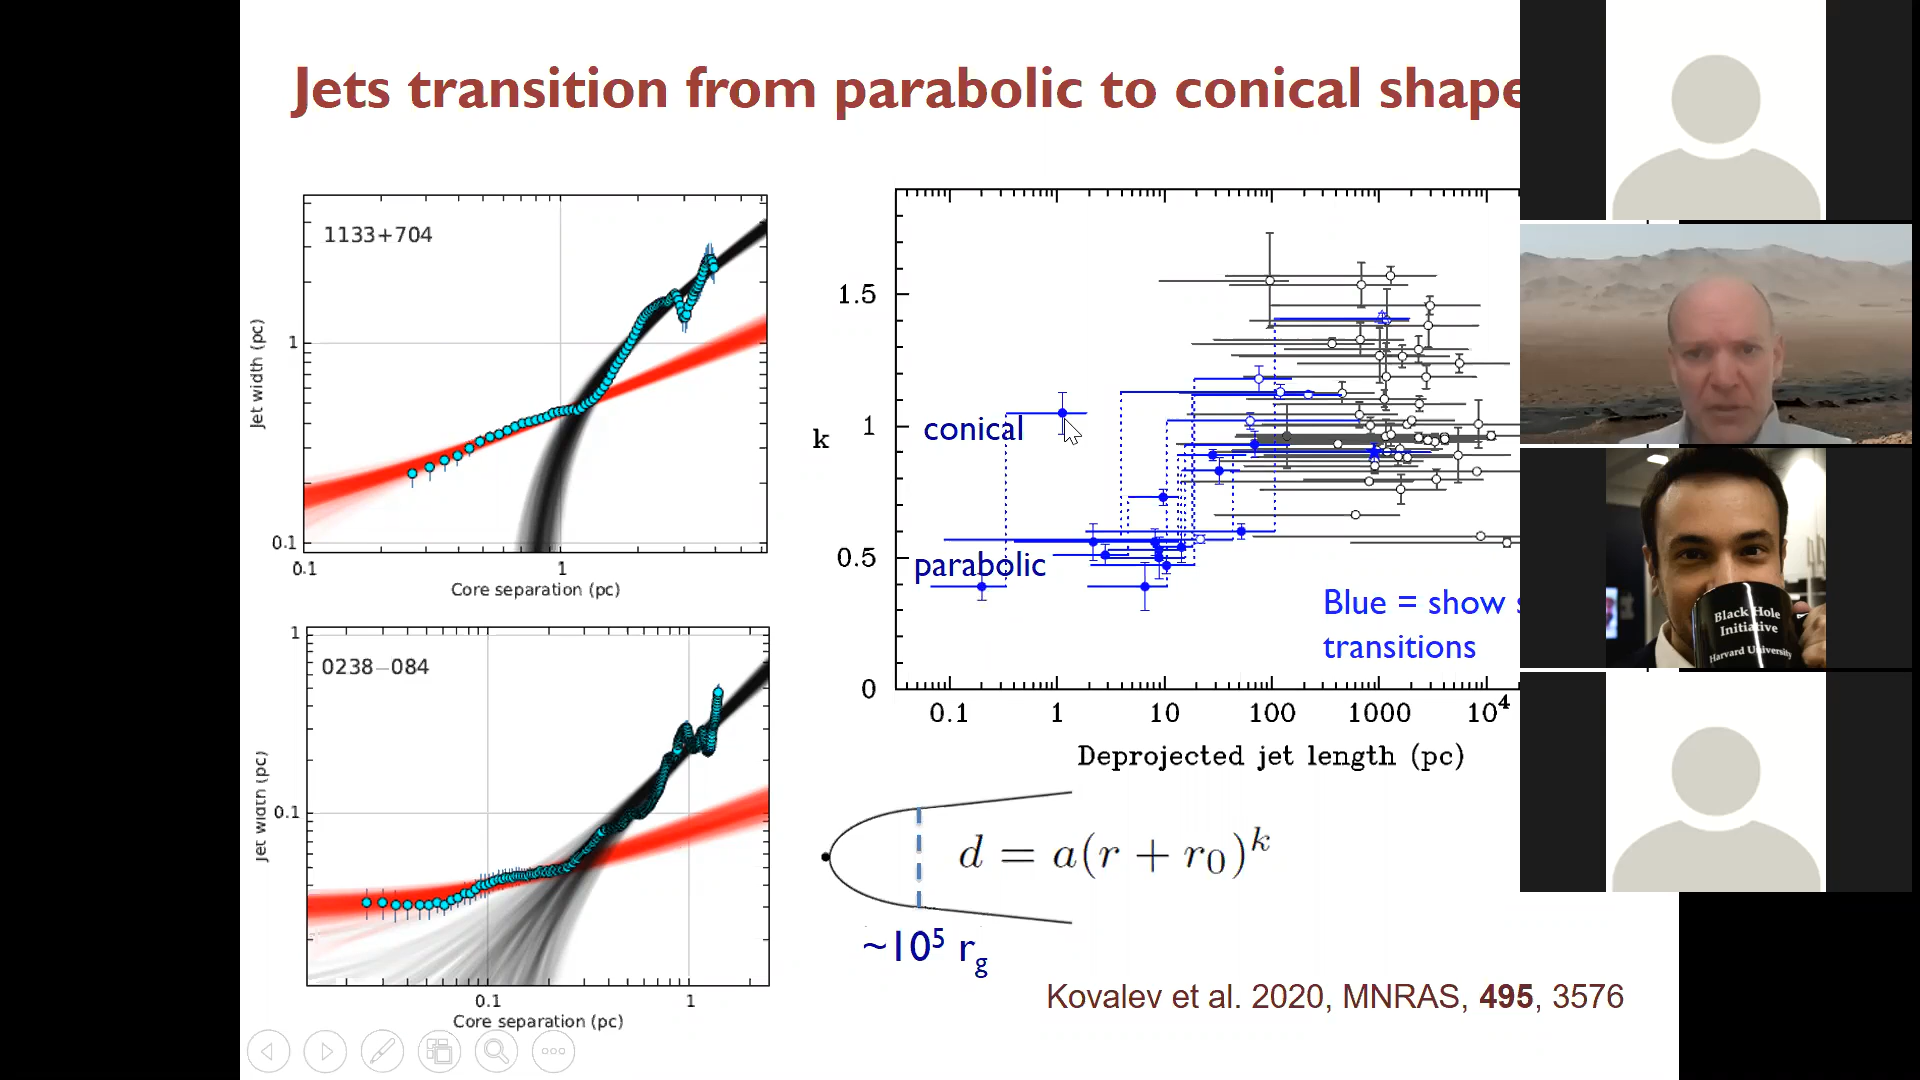 Jets transition from parabolic to conical shape
1133+704
Jet width (pc)
1
0.1
0.1
1
Core separation (pc)
0238−084
Jet width (pc)
1
0.1
0.1
1
Core separation (pc)
k
1.5
1
0.5
0
conical
parabolic
Blue = show
transitions
0.1
1
10
100
1000
10⁴
Deprojected jet length (pc)
d = a(r + r₀)ᵏ
~10⁵ r_g
Kovalev et al. 2020, MNRAS, 495, 3576
Black Hole
Initiative
Harvard University